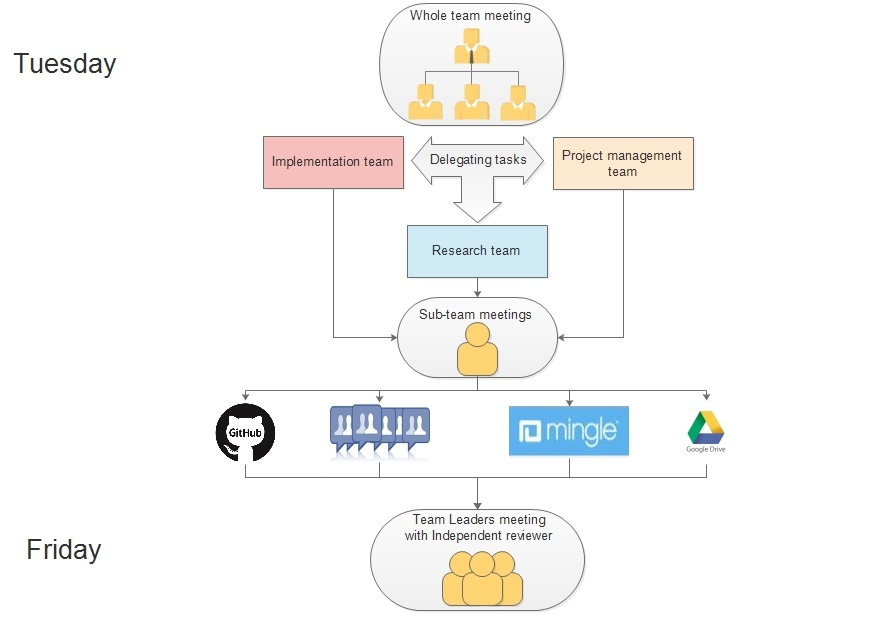 Whole team meeting
Tuesday
Implementation team
Delegating tasks
Project management
team
Research team
Sub-team meetings
GitHub
mingle
Google Drive
Team Leaders meeting
with Independent reviewer
Friday